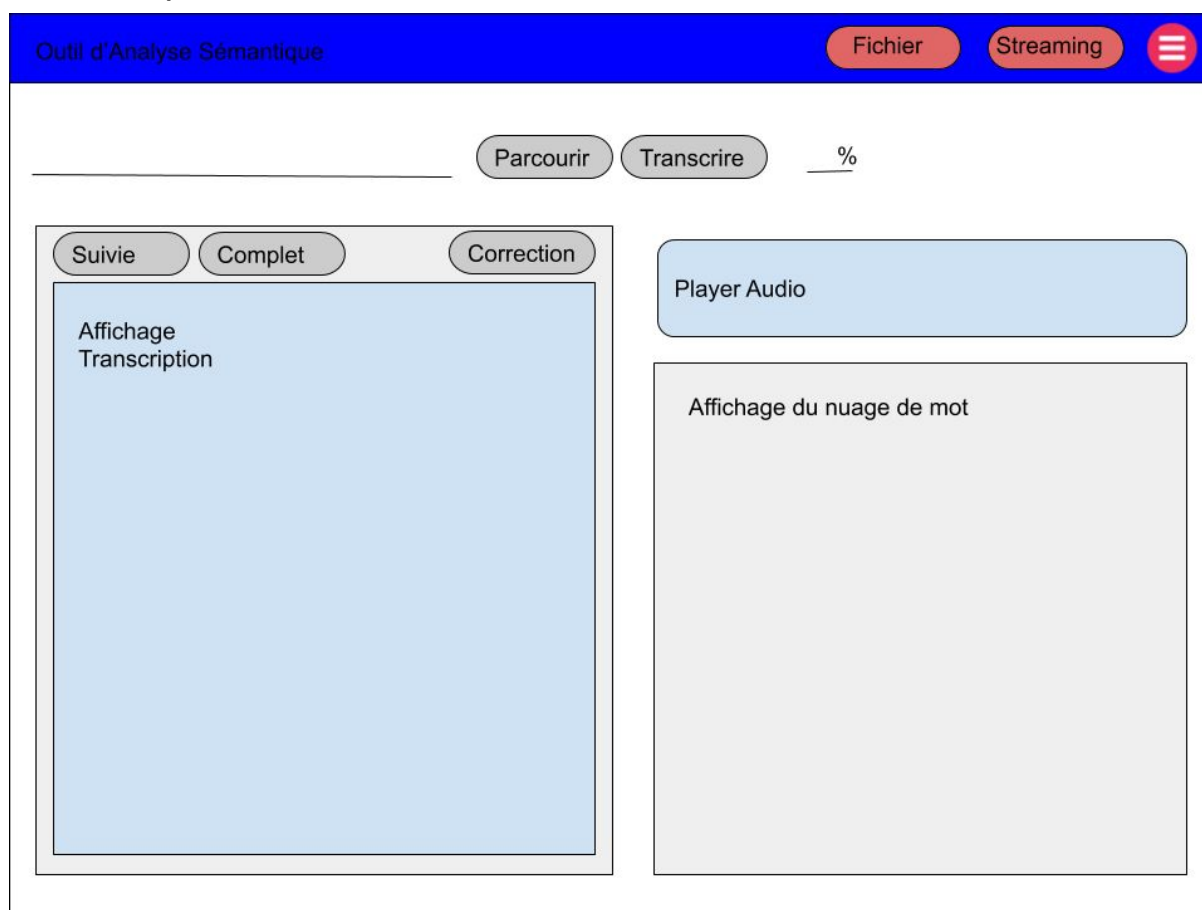 Outil d'Analyse Sémantique
Fichier
Streaming
Parcourir
Transcrire
%
Suivie
Complet
Correction
Affichage
Transcription
Player Audio
Affichage du nuage de mot